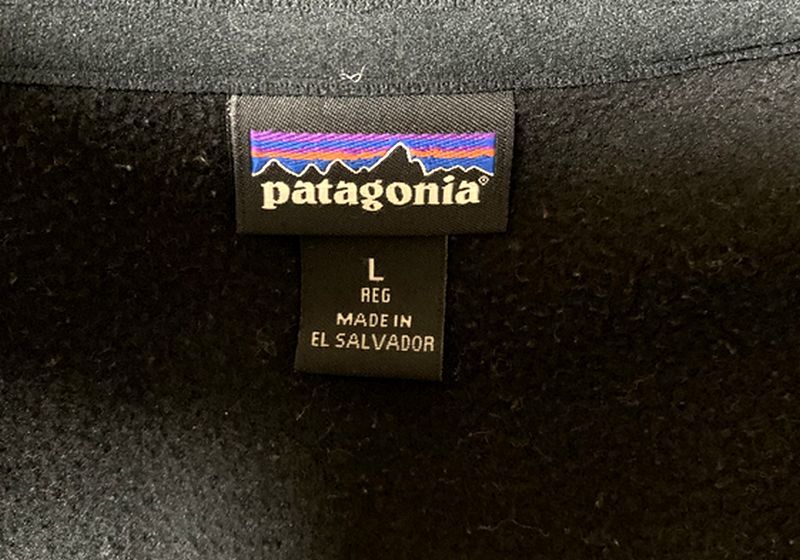 patagonia®
L
REG
MADE IN
EL SALVADOR